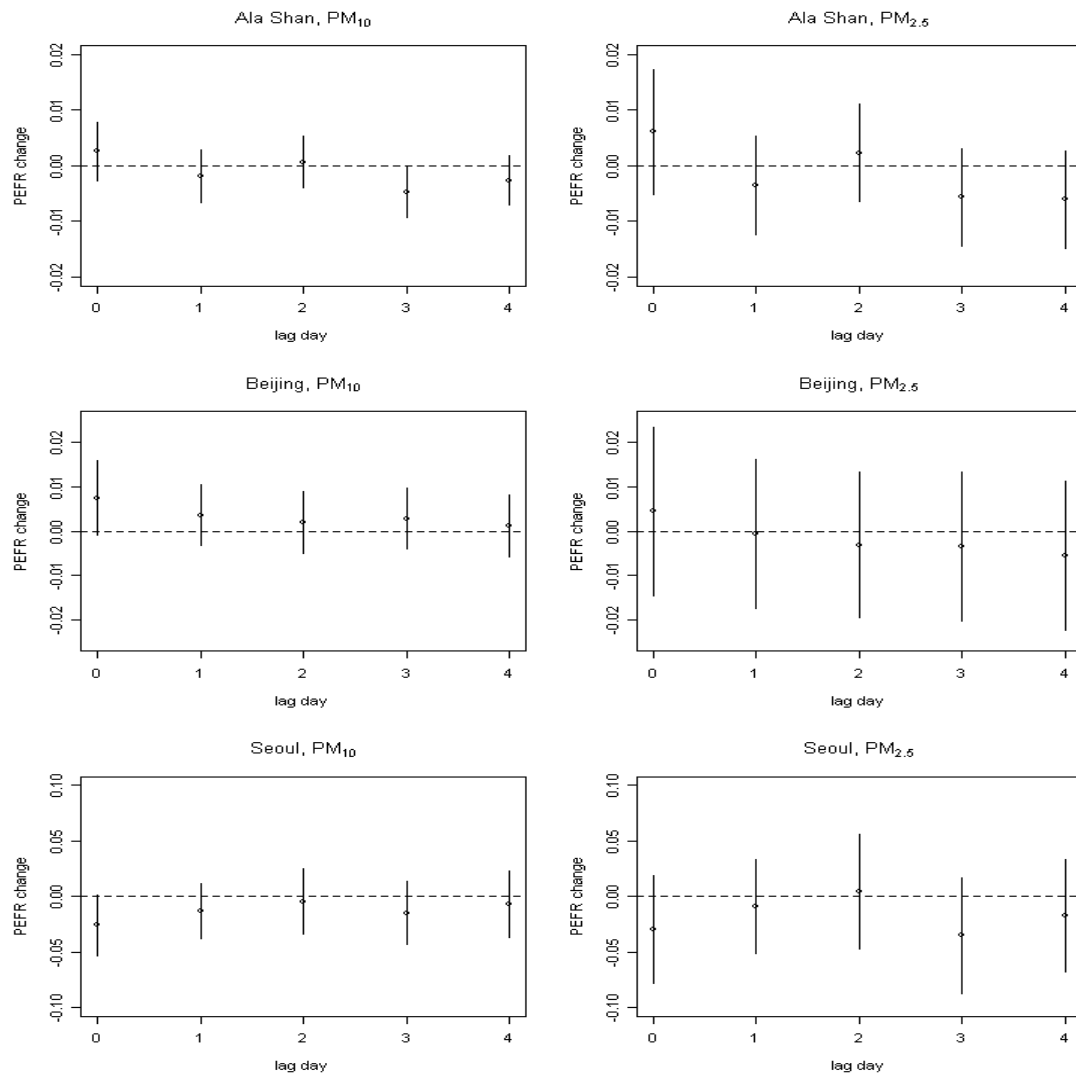 Ala Shan, PM10
PEFR change
0.02
0.01
0.00
-0.01
-0.02
0 1 2 3 4
lag day
Ala Shan, PM2.5
PEFR change
0.02
0.01
0.00
-0.01
-0.02
0 1 2 3 4
lag day
Beijing, PM10
PEFR change
0.02
0.01
0.00
-0.01
-0.02
0 1 2 3 4
lag day
Beijing, PM2.5
PEFR change
0.02
0.01
0.00
-0.01
-0.02
0 1 2 3 4
lag day
Seoul, PM10
PEFR change
0.10
0.05
0.00
-0.05
-0.10
0 1 2 3 4
lag day
Seoul, PM2.5
PEFR change
0.10
0.05
0.00
-0.05
-0.10
0 1 2 3 4
lag day